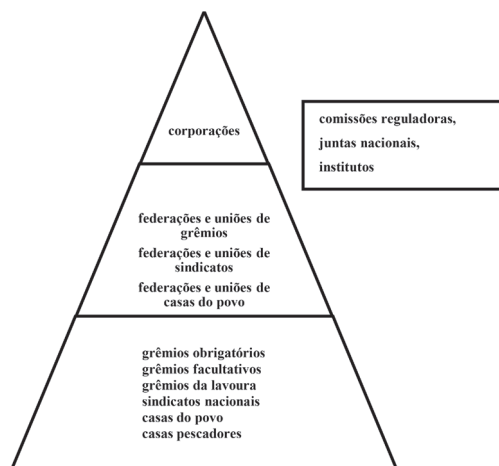 corporações
comissões reguladoras,
juntas nacionais,
institutos
federações e uniões de
grêmios
federações e uniões de
sindicatos
federações e uniões de
casas do povo
grêmios obrigatórios
grêmios facultativos
grêmios da lavoura
sindicatos nacionais
casas do povo
casas pescadores